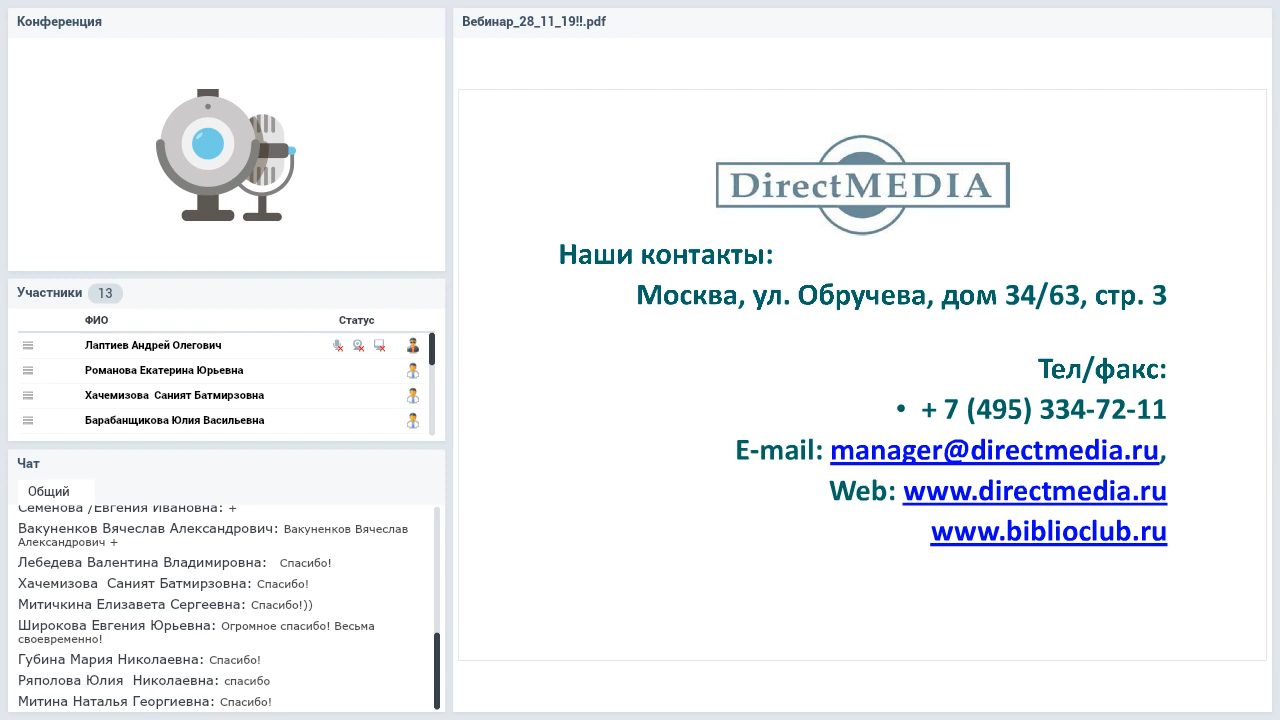 Конференция
Участники 13
ФИО Статус
Лаптиев Андрей Олегович
Романова Екатерина Юрьевна
Хачемизова Саният Батмирзовна
Барабанщикова Юлия Васильевна
Чат
Общий
Семенова /Евгения Ивановна: +
Вакуненков Вячеслав Александрович: Вакуненков Вячеслав
Александрович +
Лебедева Валентина Владимировна: Спасибо!
Хачемизова Саният Батмирзовна: Спасибо!
Митичкина Елизавета Сергеевна: Спасибо!))
Широкова Евгения Юрьевна: Огромное спасибо! Весьма
своевременно!
Губина Мария Николаевна: Спасибо!
Ряполова Юлия Николаевна: спасибо
Митина Наталья Георгиевна: Спасибо!
Вебинар_28_11_19!!.pdf
DirectMEDIA
Наши контакты:
Москва, ул. Обручева, дом 34/63, стр. 3
Тел/факс:
• + 7 (495) 334-72-11
E-mail: manager@directmedia.ru,
Web: www.directmedia.ru
www.biblioclub.ru